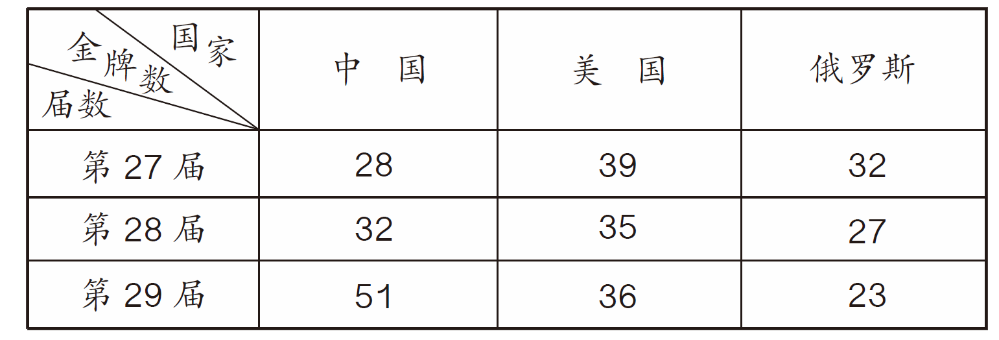 国家
金牌数
届数
中 国
美 国
俄罗斯
第 27 届 28 39 32
第 28 届 32 35 27
第 29 届 51 36 23